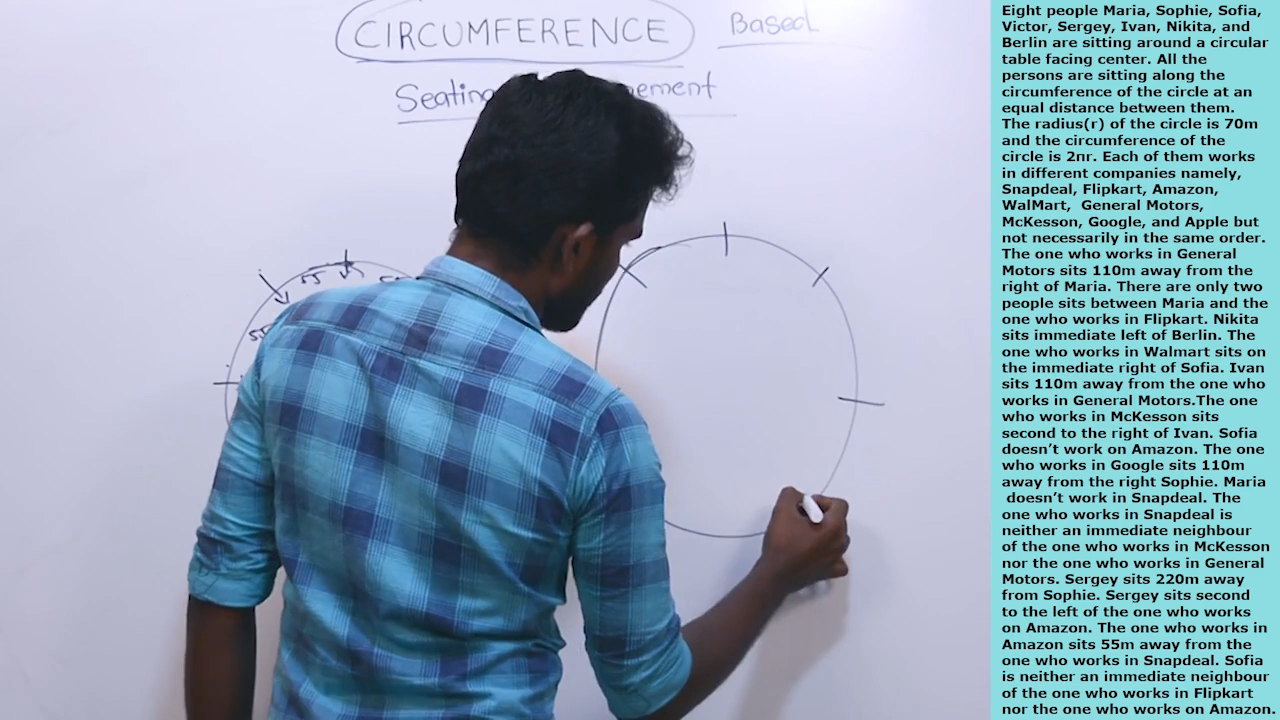 CIRCUMFERENCE Based
Seating
55
Eight people Maria, Sophie, Sofia,
Victor, Sergey, Ivan, Nikita, and
Berlin are sitting around a circular
table facing center. All the
persons are sitting along the
circumference of the circle at an
equal distance between them.
The radius(r) of the circle is 70m
and the circumference of the
circle is 2πr. Each of them works
in different companies namely,
Snapdeal, Flipkart, Amazon,
WalMart,  General Motors,
McKesson, Google, and Apple but
not necessarily in the same order.
The one who works in General
Motors sits 110m away from the
right of Maria. There are only two
people sits between Maria and the
one who works in Flipkart. Nikita
sits immediate left of Berlin. The
one who works in Walmart sits on
the immediate right of Sofia. Ivan
sits 110m away from the one who
works in General Motors.The one
who works in McKesson sits
second to the right of Ivan. Sofia
doesn’t work on Amazon. The one
who works in Google sits 110m
away from the right Sophie. Maria
doesn’t work in Snapdeal. The
one who works in Snapdeal is
neither an immediate neighbour
of the one who works in McKesson
nor the one who works in General
Motors. Sergey sits 220m away
from Sophie. Sergey sits second
to the left of the one who works
on Amazon. The one who works in
Amazon sits 55m away from the
one who works in Snapdeal. Sofia
is neither an immediate neighbour
of the one who works in Flipkart
nor the one who works on Amazon.